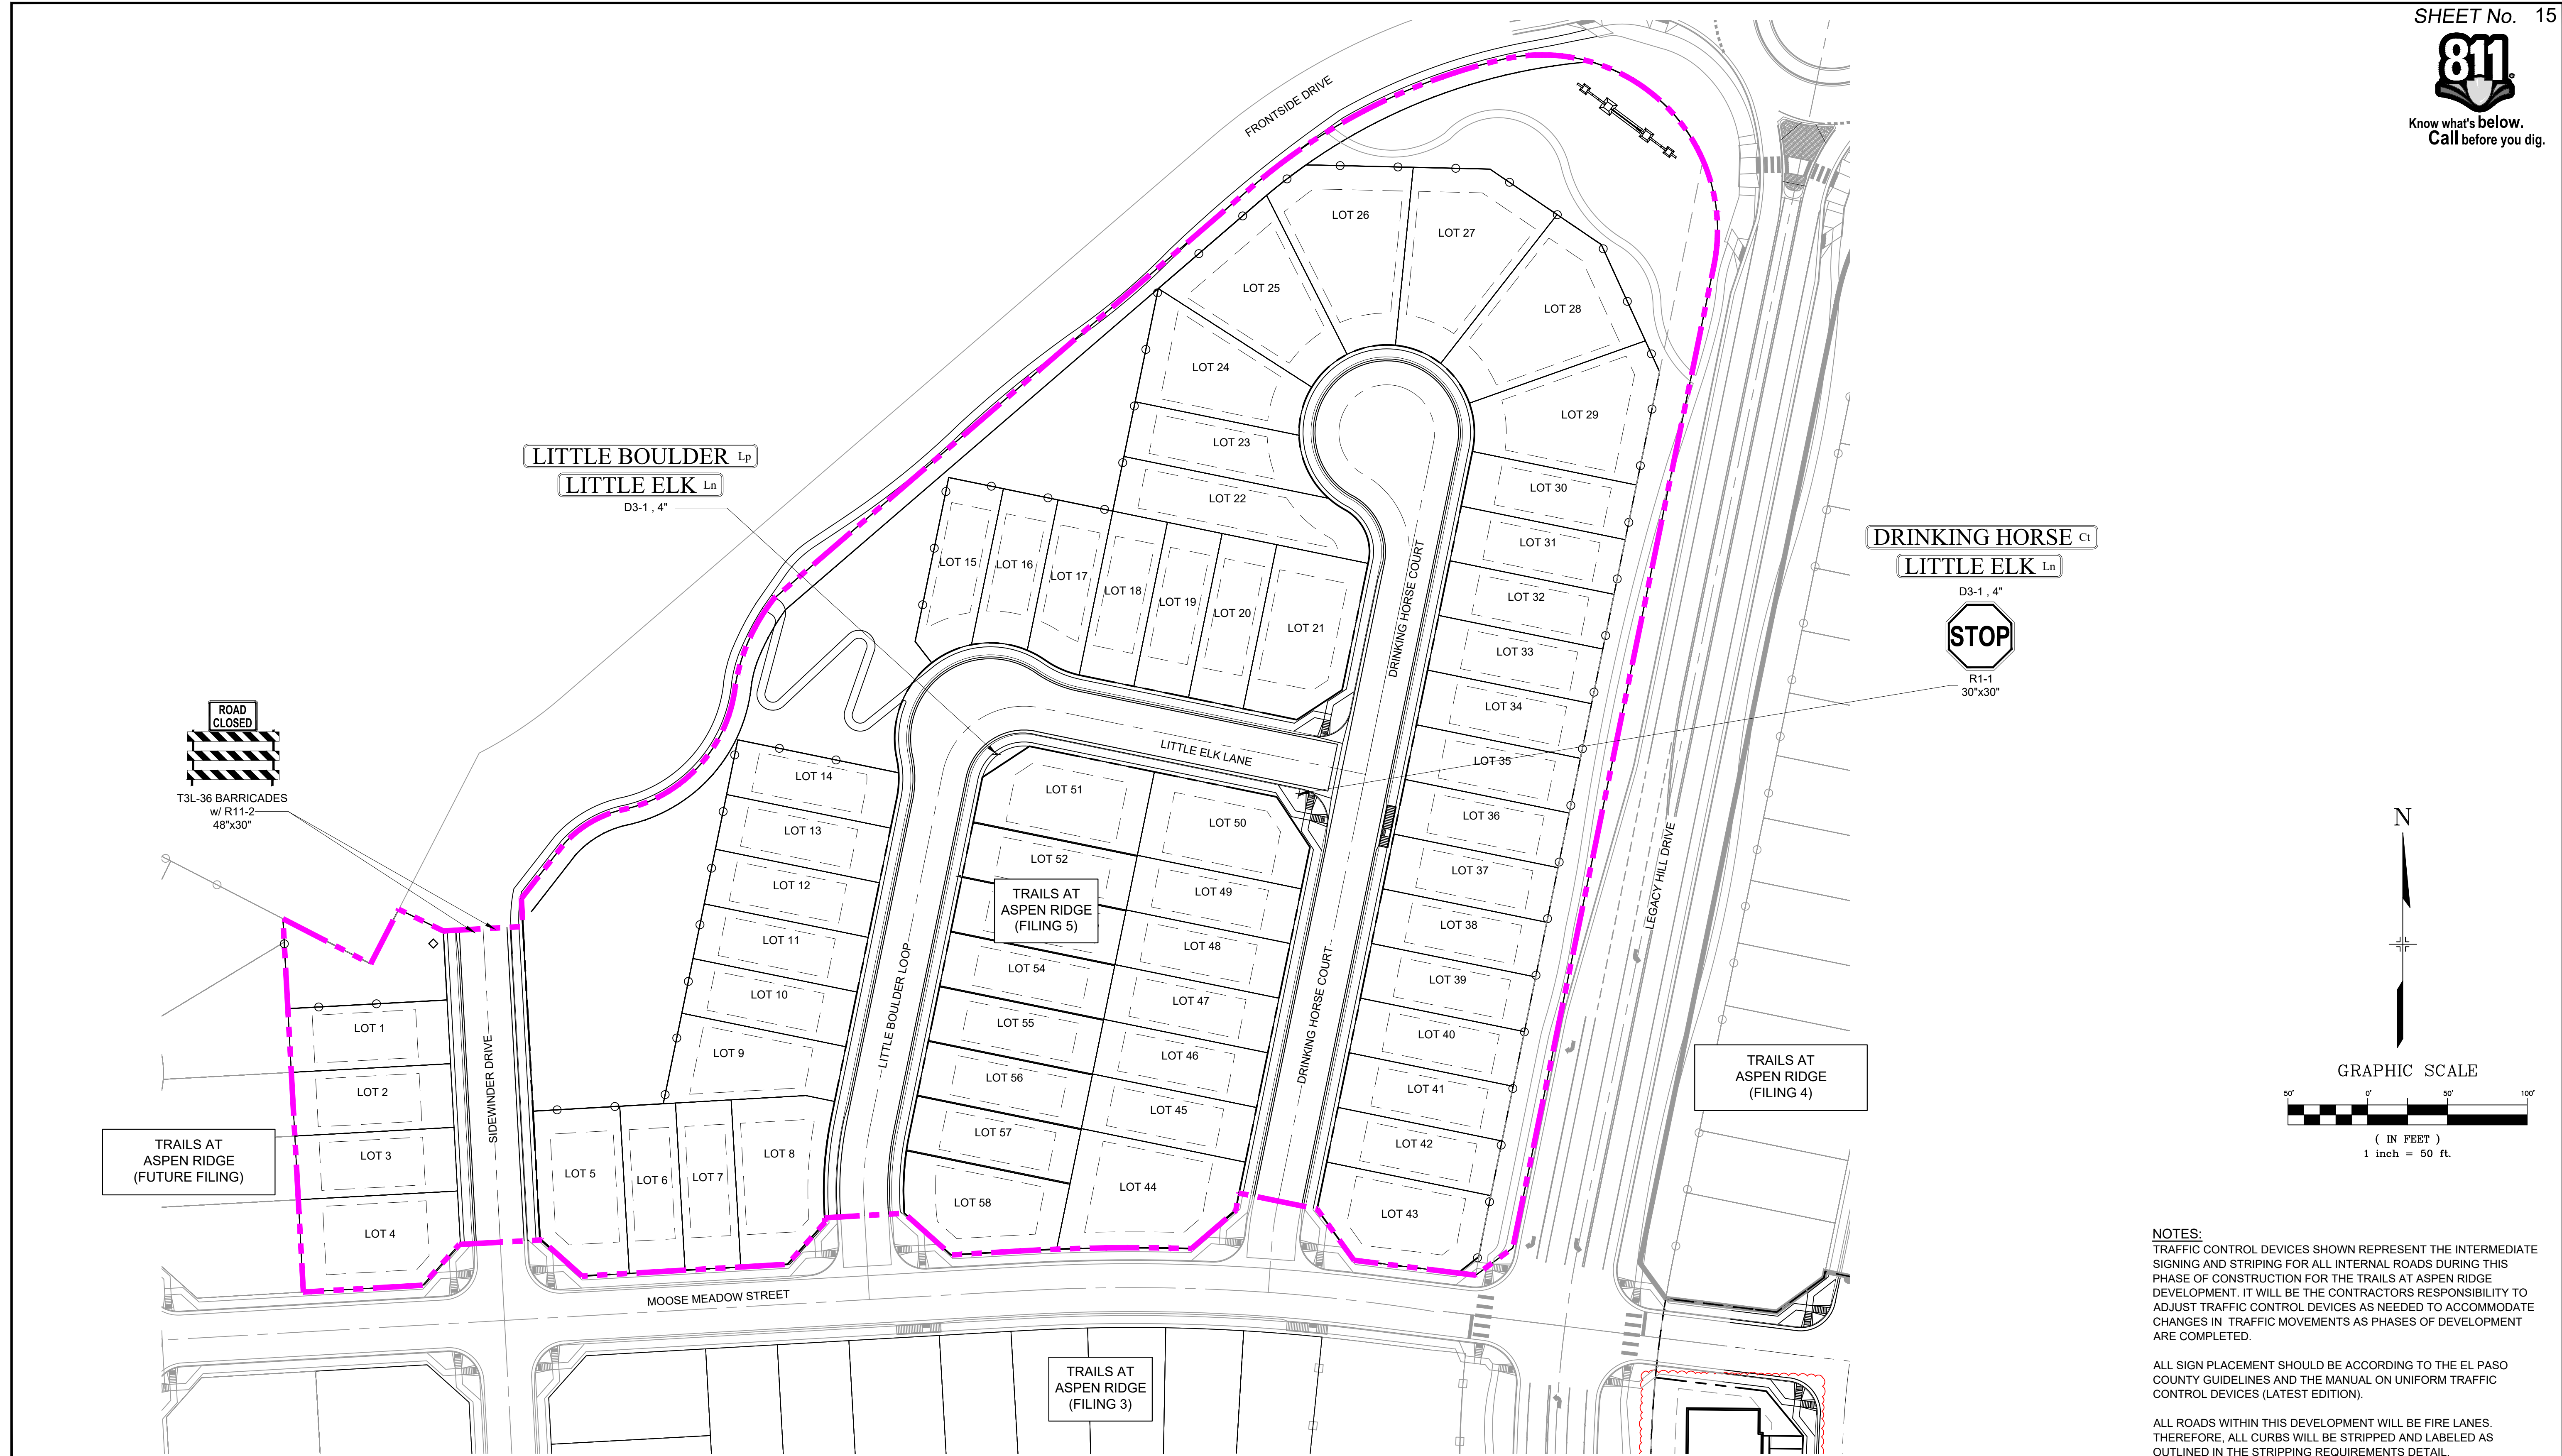 SHEET No. 15
811
Know what's below.
Call before you dig.
FRONTSIDE DRIVE
LOT 26
LOT 27
LOT 25
LOT 28
LOT 24
LOT 29
LOT 23
LOT 22
LOT 30
LOT 31
LOT 32
LOT 33
LOT 34
LOT 35
LOT 36
LOT 37
LOT 38
LOT 39
LOT 40
LOT 41
LOT 42
LOT 43
LITTLE BOULDER Lp
LITTLE ELK Ln
D3-1 , 4"
DRINKING HORSE Ct
LITTLE ELK Ln
D3-1 , 4"
STOP
R1-1
30"x30"
LOT 15
LOT 16
LOT 17
LOT 18
LOT 19
LOT 20
LOT 21
DRINKING HORSE COURT
LITTLE ELK LANE
ROAD
CLOSED
T3L-36 BARRICADES
w/ R11-2
48"x30"
LOT 14
LOT 13
LOT 12
LOT 11
LOT 10
LOT 9
LOT 51
LOT 50
LOT 52
LOT 49
TRAILS AT
ASPEN RIDGE
(FILING 5)
LOT 48
LOT 54
LOT 47
LOT 55
LOT 46
LOT 56
LOT 45
LOT 57
LOT 44
LOT 58
LITTLE BOULDER LOOP
DRINKING HORSE COURT
LEGACY HILL DRIVE
LOT 1
LOT 2
LOT 3
LOT 4
SIDEWINDER DRIVE
LOT 5
LOT 6
LOT 7
LOT 8
TRAILS AT
ASPEN RIDGE
(FUTURE FILING)
TRAILS AT
ASPEN RIDGE
(FILING 4)
MOOSE MEADOW STREET
TRAILS AT
ASPEN RIDGE
(FILING 3)
N
GRAPHIC SCALE
50' 0' 50' 100'
( IN FEET )
1 inch = 50 ft.
NOTES:
TRAFFIC CONTROL DEVICES SHOWN REPRESENT THE INTERMEDIATE
SIGNING AND STRIPING FOR ALL INTERNAL ROADS DURING THIS
PHASE OF CONSTRUCTION FOR THE TRAILS AT ASPEN RIDGE
DEVELOPMENT. IT WILL BE THE CONTRACTORS RESPONSIBILITY TO
ADJUST TRAFFIC CONTROL DEVICES AS NEEDED TO ACCOMMODATE
CHANGES IN TRAFFIC MOVEMENTS AS PHASES OF DEVELOPMENT
ARE COMPLETED.
ALL SIGN PLACEMENT SHOULD BE ACCORDING TO THE EL PASO
COUNTY GUIDELINES AND THE MANUAL ON UNIFORM TRAFFIC
CONTROL DEVICES (LATEST EDITION).
ALL ROADS WITHIN THIS DEVELOPMENT WILL BE FIRE LANES.
THEREFORE, ALL CURBS WILL BE STRIPPED AND LABELED AS
OUTLINED IN THE STRIPPING REQUIREMENTS DETAIL.